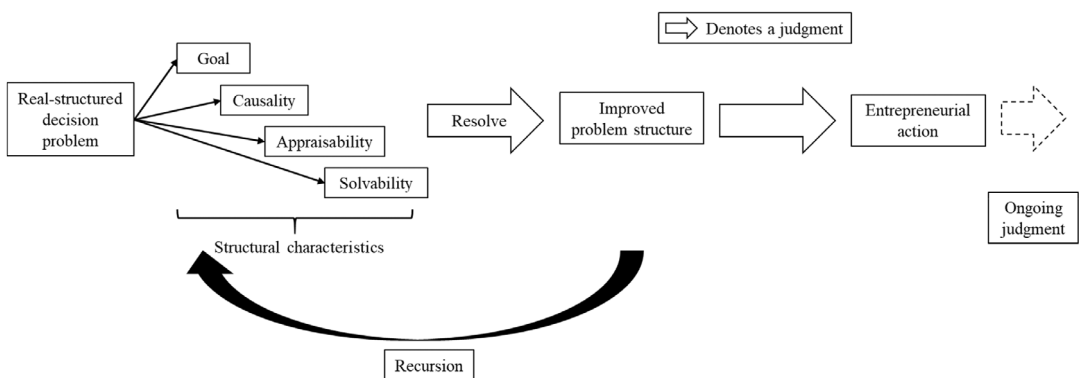 Denotes a judgment
Goal
Real-structured
decision
problem
Causality
Appraisability
Solvability
Resolve
Improved
problem structure
Entrepreneurial
action
Ongoing
judgment
Structural characteristics
Recursion